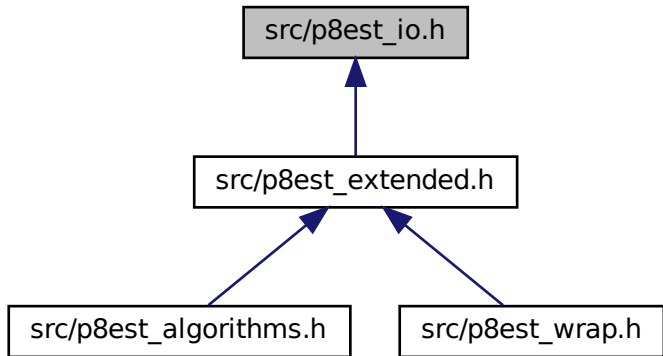 src/p8est_io.h
src/p8est_extended.h
src/p8est_algorithms.h
src/p8est_wrap.h